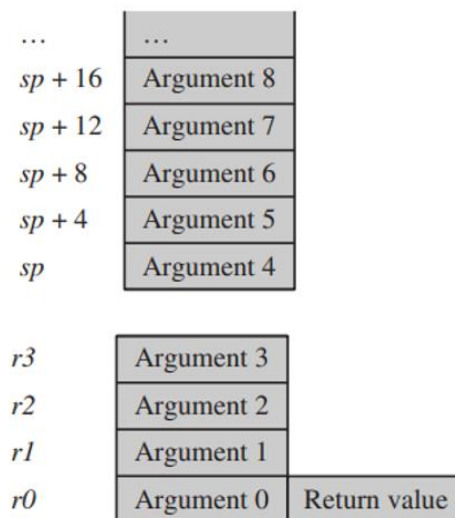 ... ...
sp + 16 Argument 8
sp + 12 Argument 7
sp + 8 Argument 6
sp + 4 Argument 5
sp Argument 4
r3 Argument 3
r2 Argument 2
r1 Argument 1
r0 Argument 0 Return value